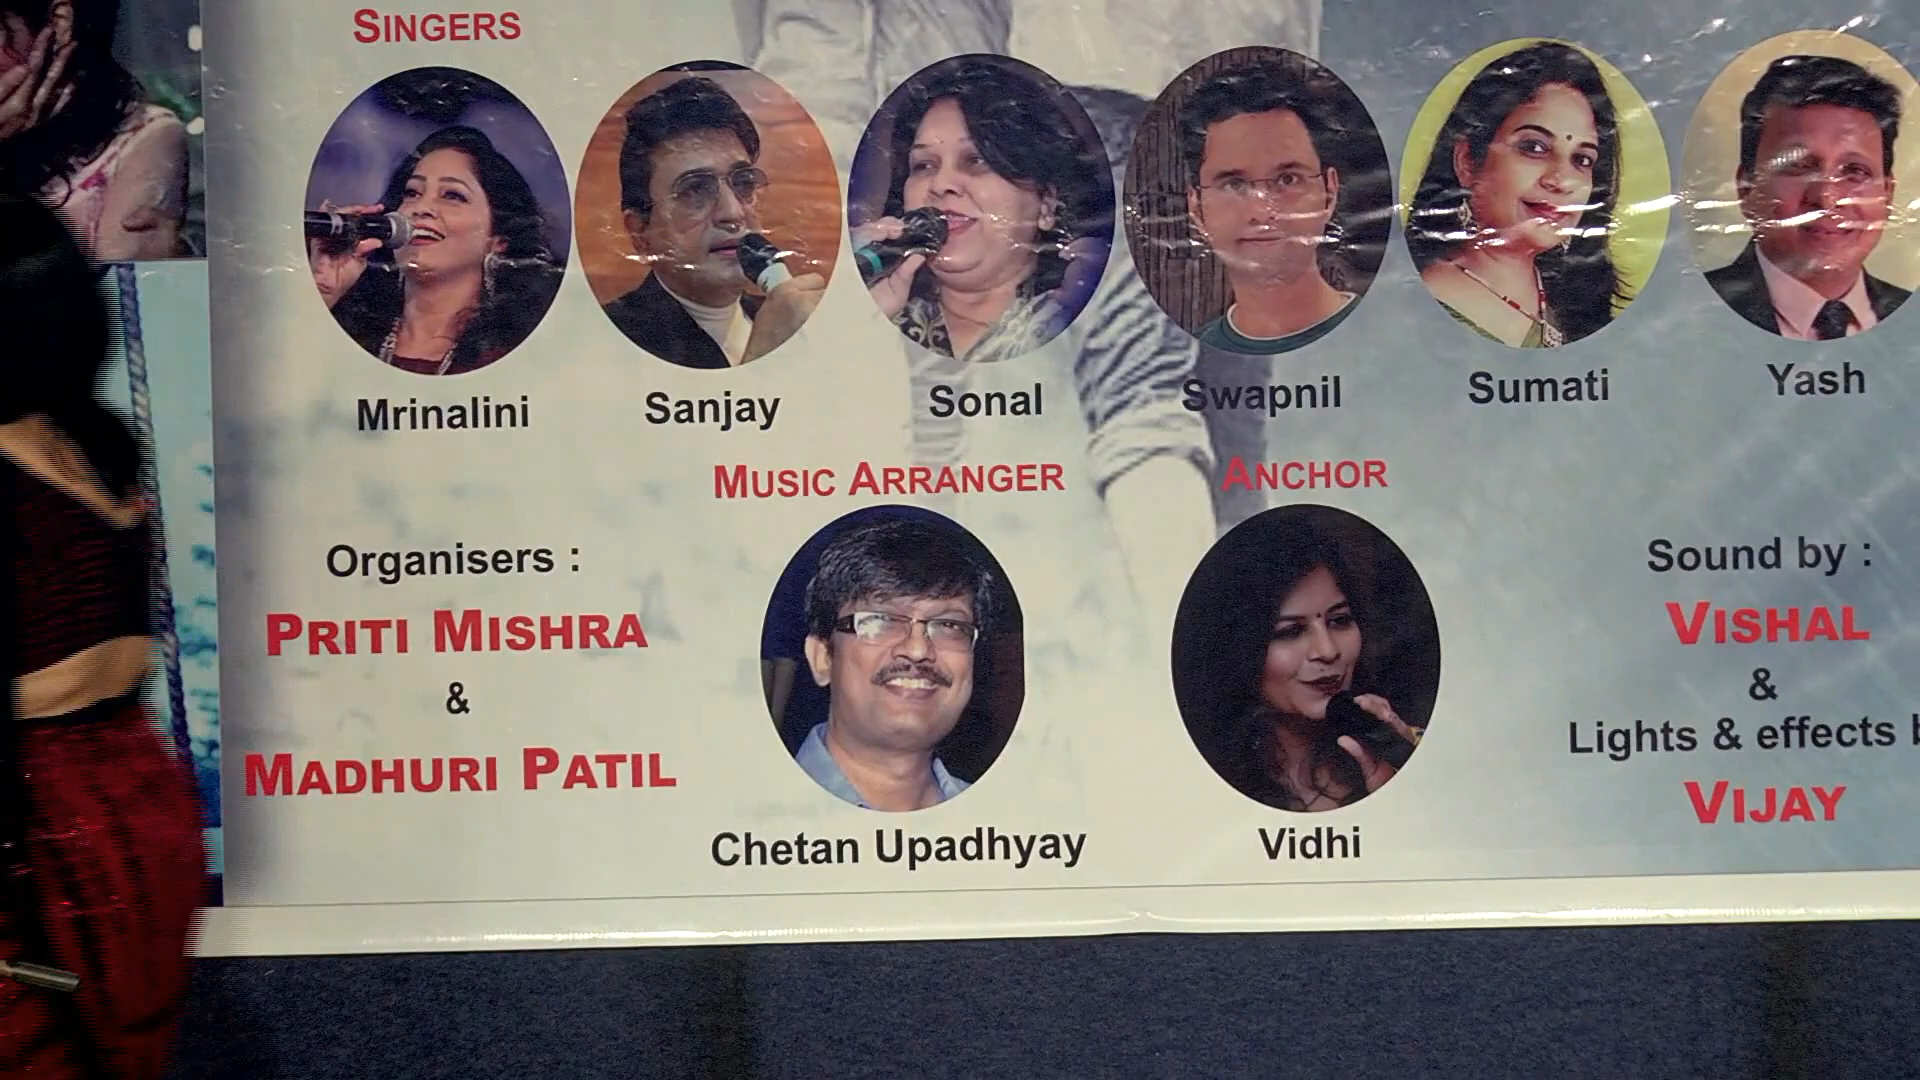 SINGERS
Mrinalini Sanjay Sonal Swapnil Sumati Yash
MUSIC ARRANGER ANCHOR
Organisers :
PRITI MISHRA
&
MADHURI PATIL
Chetan Upadhyay
Vidhi
Sound by :
VISHAL
&
Lights & effects
VIJAY